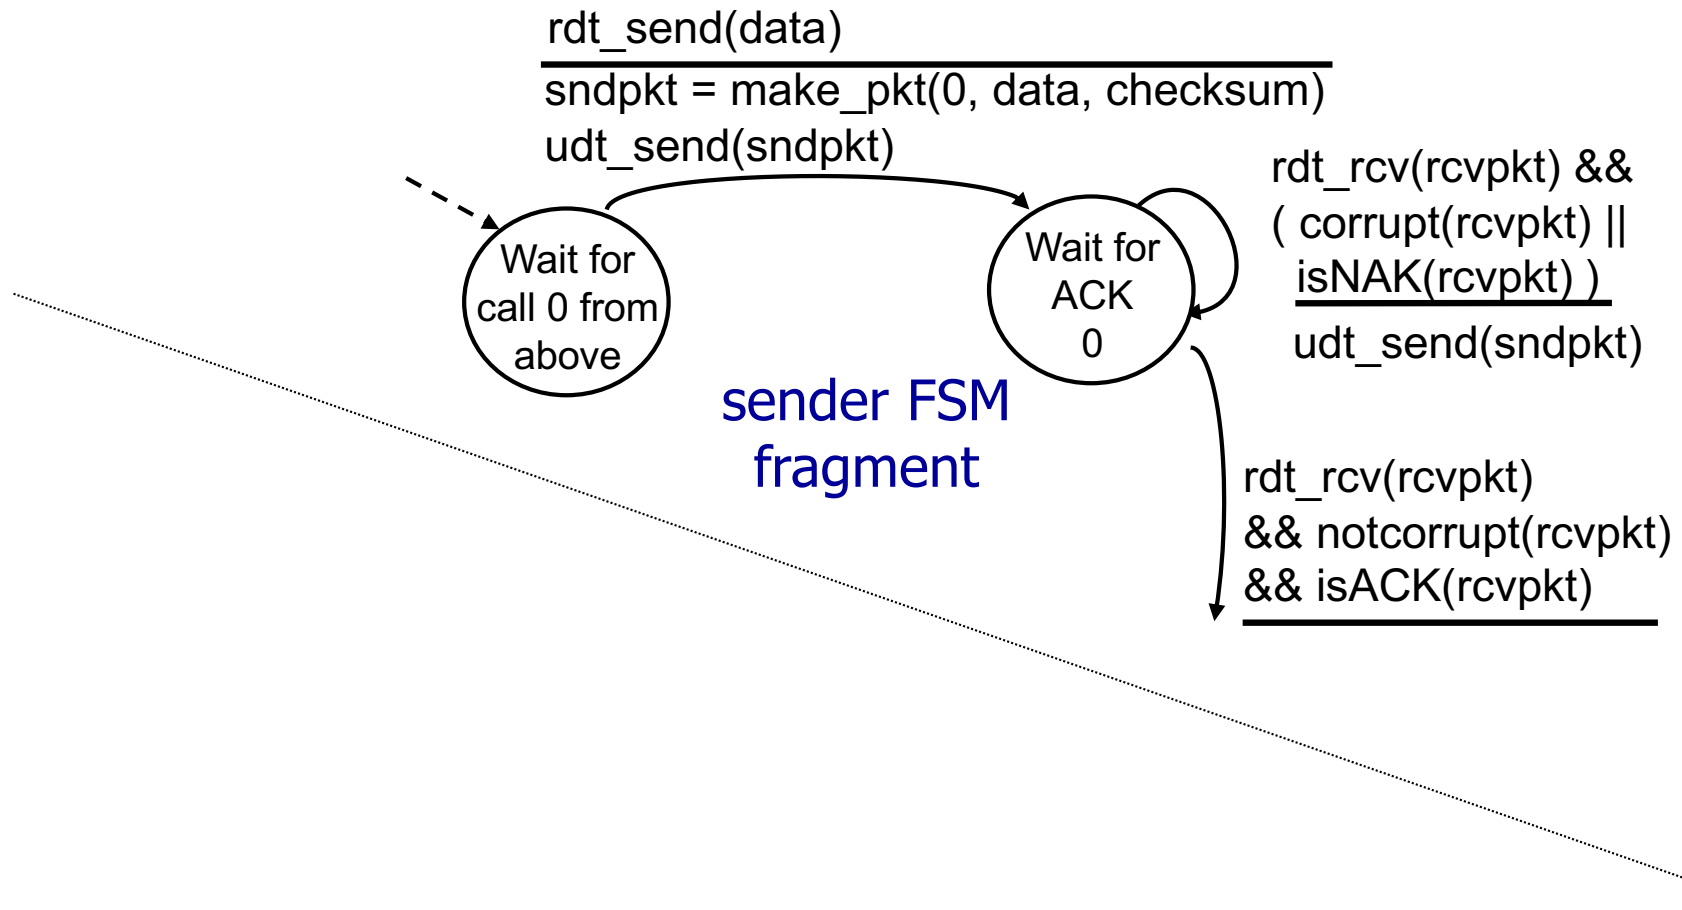 rdt_send(data)
sndpkt = make_pkt(0, data, checksum)
udt_send(sndpkt)
Wait for
call 0 from
above
Wait for
ACK
0
rdt_rcv(rcvpkt) &&
( corrupt(rcvpkt) ||
isNAK(rcvpkt) )
udt_send(sndpkt)
sender FSM
fragment
rdt_rcv(rcvpkt)
&& notcorrupt(rcvpkt)
&& isACK(rcvpkt)